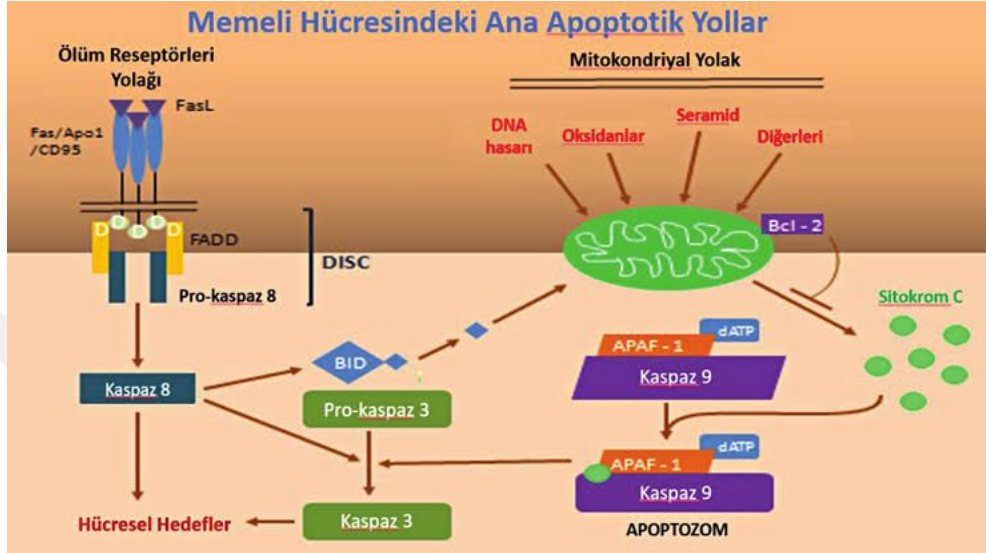 Memeli Hücresindeki Ana Apoptotik Yollar
Ölüm Reseptörleri
Yolağı
FasL
Fas/Apo1
/CD95
D
D
D
D
D
FADD
DISC
Pro-kaspaz 8
Kaspaz 8
BID
Pro-kaspaz 3
Kaspaz 3
Hücresel Hedefler
Mitokondriyal Yolak
DNA
hasarı
Oksidanlar
Seramid
Diğerleri
Bcl - 2
Sitokrom C
dATP
APAF - 1
Kaspaz 9
dATP
APAF - 1
Kaspaz 9
APOPTOZOM